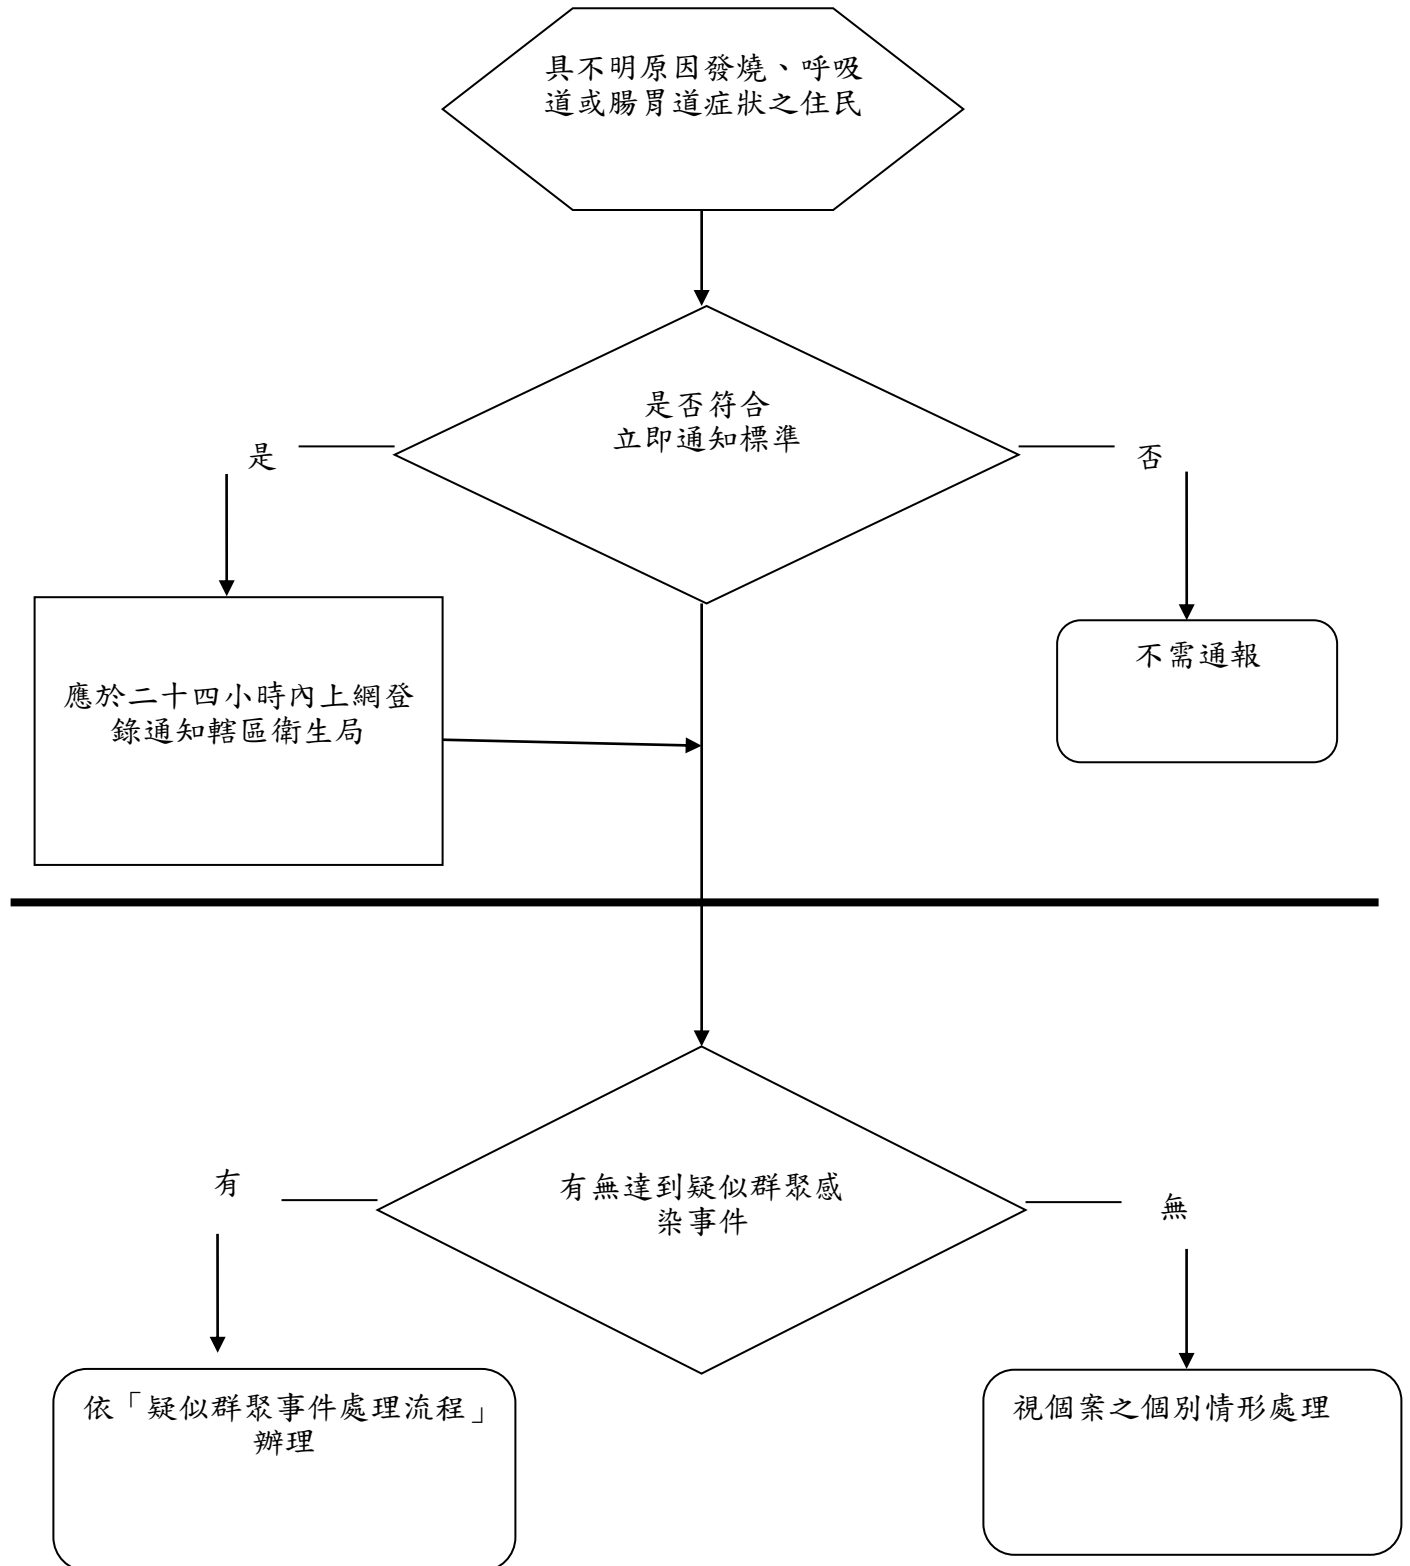 具不明原因發燒、呼吸
道或腸胃道症狀之住民
是否符合
立即通知標準
是
否
應於二十四小時內上網登
錄通知轄區衛生局
不需通報
有無達到疑似群聚感
染事件
有
無
依「疑似群聚事件處理流程」
辦理
視個案之個別情形處理